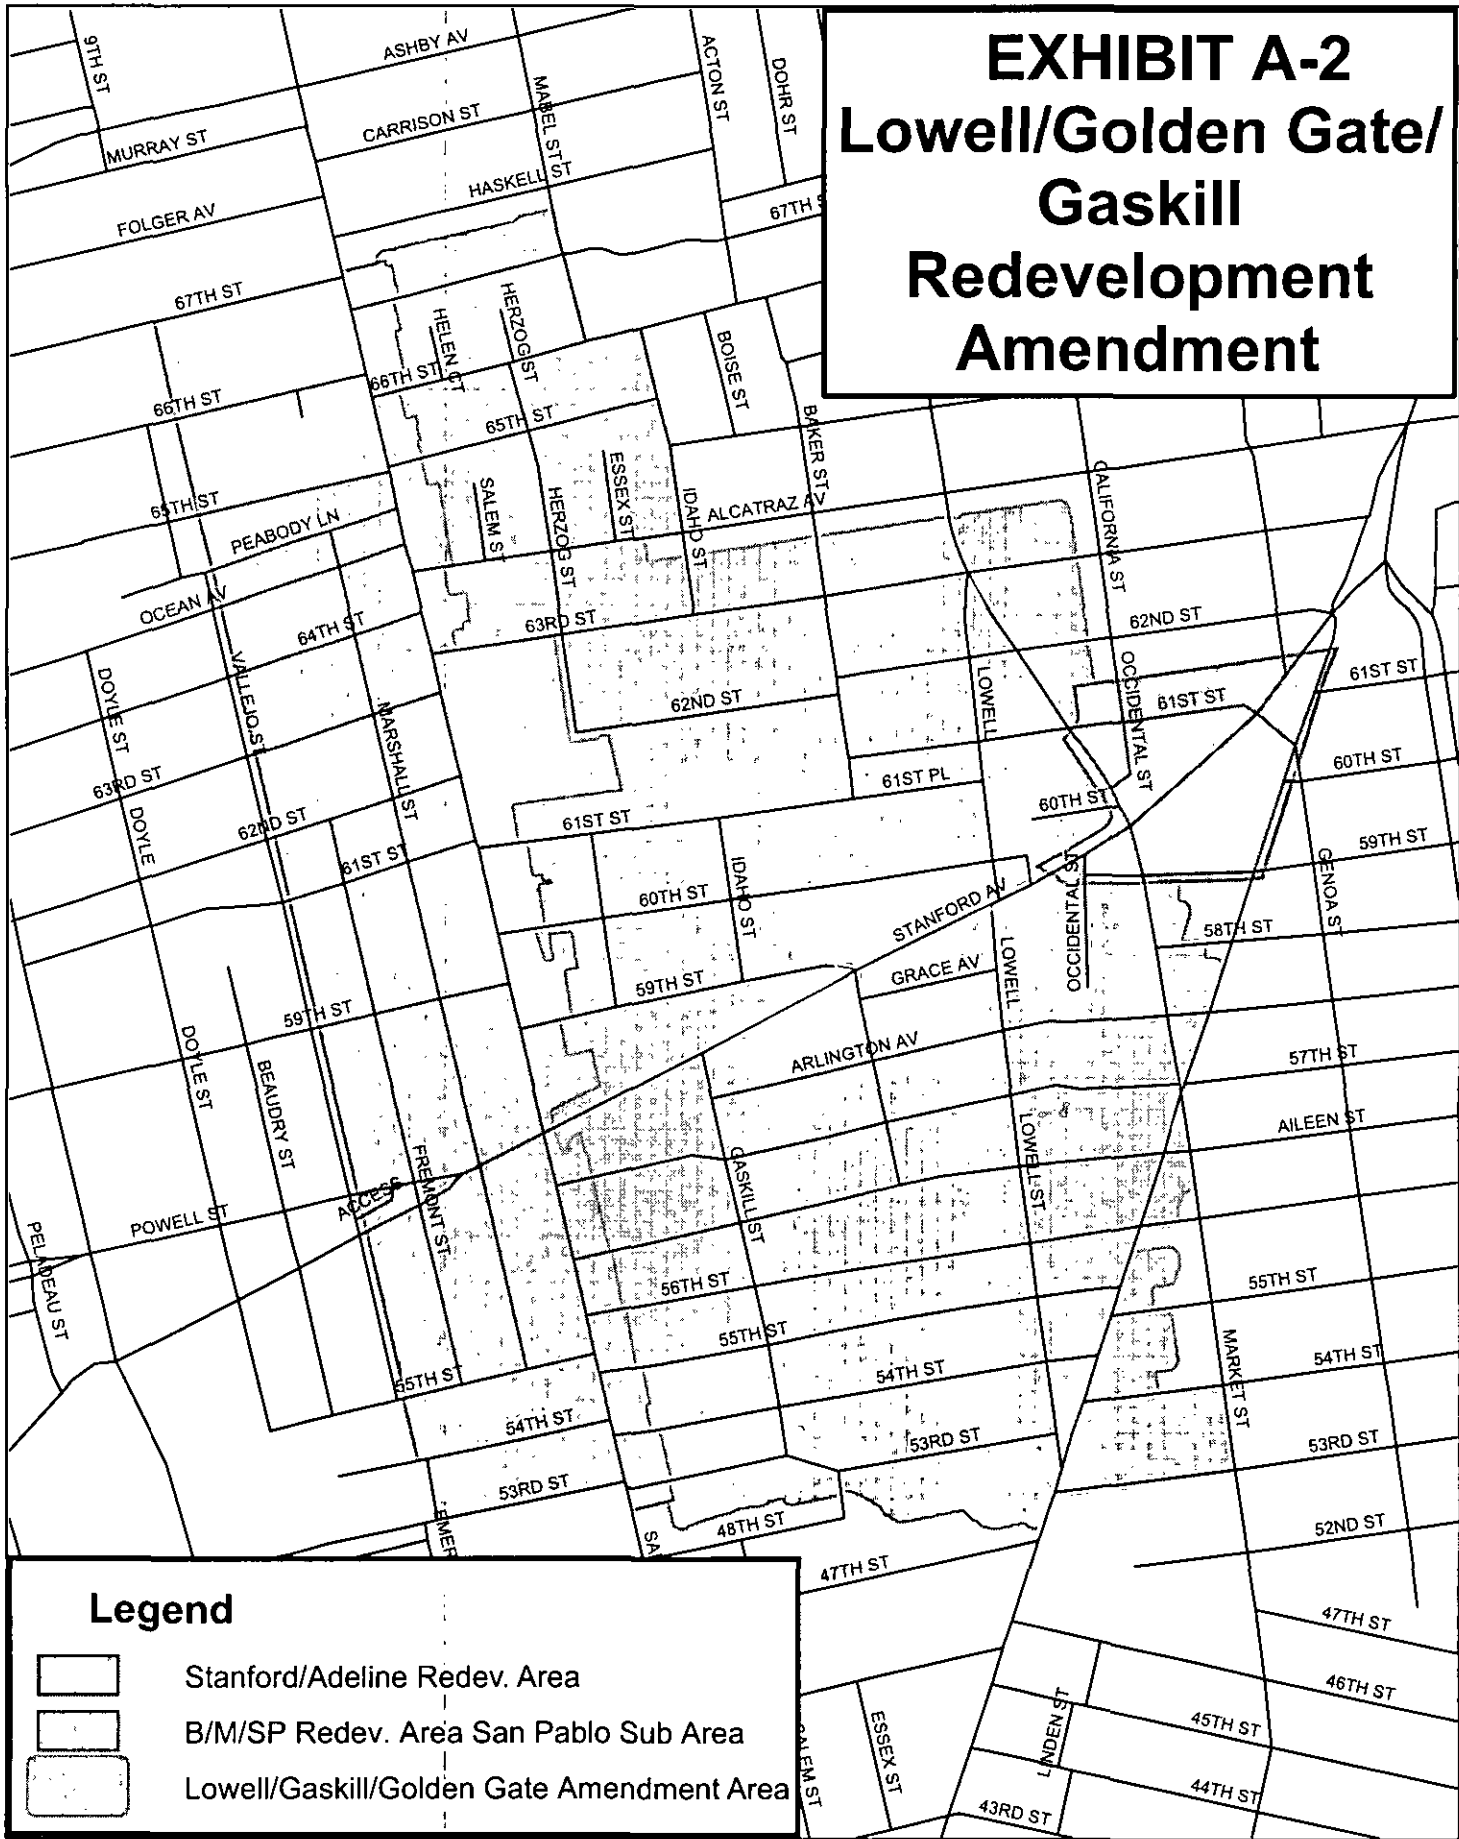 EXHIBIT A-2
Lowell/Golden Gate/
Gaskill
Redevelopment
Amendment
9TH ST
ASHBY AV
MABEL ST
ACTON ST
DOHR ST
MURRAY ST
CARRISON ST
HASKELL ST
67TH S
FOLGER AV
67TH ST
HELEN CT
HERZOG ST
BOISE ST
66TH ST
66TH ST
65TH ST
BAKER ST
65TH ST
PEABODY LN
SALEM ST
HERZOG ST
ESSEX ST
IDAHO ST
ALCATRAZ AV
CALIFORNIA ST
OCEAN AV
64TH ST
63RD ST
62ND ST
DOYLE ST
VALLEJO ST
MARSHALL ST
62ND ST
LOWELL
OCCIDENTAL ST
61ST ST
61ST ST
63RD ST
61ST PL
60TH ST
60TH ST
DOYLE
62ND ST
61ST ST
61ST ST
IDAHO ST
60TH ST
STANFORD AV
OCCIDENTAL ST
59TH ST
GENOA ST
58TH ST
59TH ST
59TH ST
GRACE AV
LOWELL
DOYLE ST
BEAUDRY ST
ARLINGTON AV
57TH ST
AILEEN ST
FREMONT ST
GASKILL ST
LOWELL ST
ACCESS
POWELL ST
PELADEAU ST
56TH ST
55TH ST
55TH ST
54TH ST
MARKET ST
54TH ST
55TH ST
54TH ST
53RD ST
53RD ST
53RD ST
EMER
SA
48TH ST
52ND ST
47TH ST
47TH ST
46TH ST
45TH ST
44TH ST
43RD ST
LINDEN ST
ESSEX ST
SALEM ST
Legend
Stanford/Adeline Redev. Area
B/M/SP Redev. Area San Pablo Sub Area
Lowell/Gaskill/Golden Gate Amendment Area